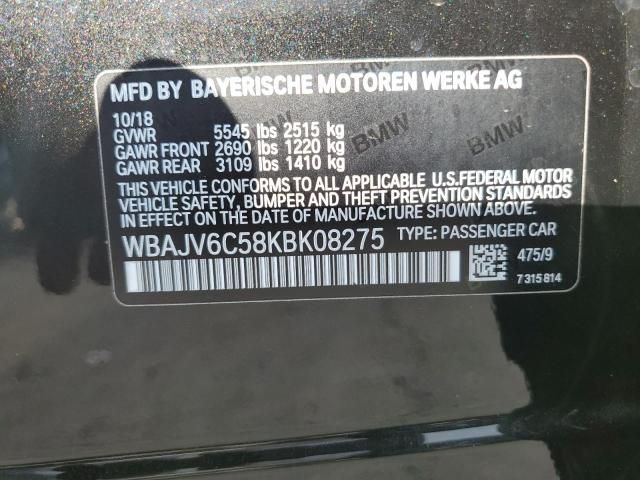 MFD BY BAYERISCHE MOTOREN WERKE AG
10/18
GVWR 5545 lbs 2515 kg
GAWR FRONT 2690 lbs 1220 kg
GAWR REAR 3109 lbs 1410 kg
THIS VEHICLE CONFORMS TO ALL APPLICABLE U.S.FEDERAL MOTOR
VEHICLE SAFETY, BUMPER AND THEFT PREVENTION STANDARDS
IN EFFECT ON THE DATE OF MANUFACTURE SHOWN ABOVE.
WBAJV6C58KBK08275 TYPE: PASSENGER CAR
475/9
7 315 814
BMW
BMW
BMW